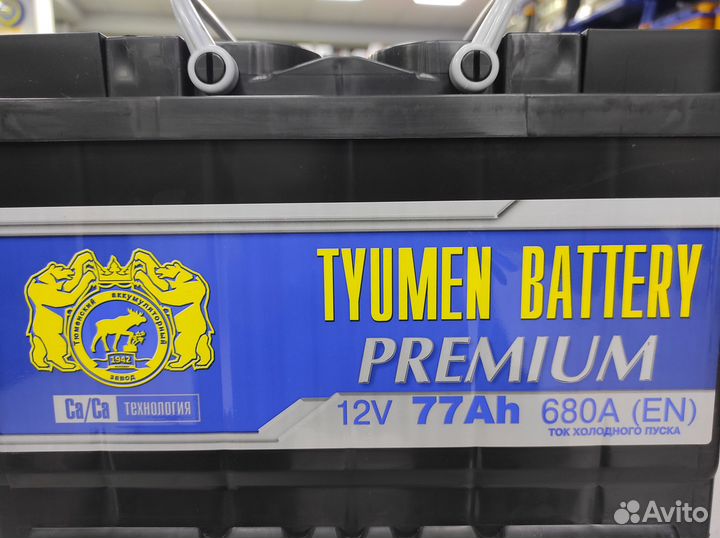 TYUMEN BATTERY
PREMIUM
12V 77Ah 680A (EN)
ТОК ХОЛОДНОГО ПУСКА
Тюменский аккумуляторный
1942
ЗАВОД
Ca/Ca ТЕХНОЛОГИЯ
Avito